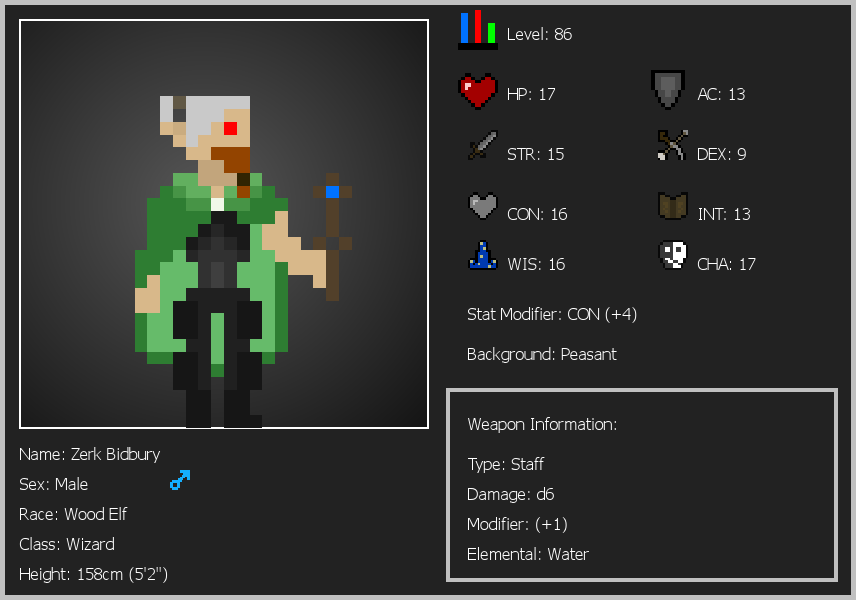 Level: 86
HP: 17
AC: 13
STR: 15
DEX: 9
CON: 16
INT: 13
WIS: 16
CHA: 17
Stat Modifier: CON (+4)
Background: Peasant
Weapon Information:
Type: Staff
Damage: d6
Modifier: (+1)
Elemental: Water
Name: Zerk Bidbury
Sex: Male
Race: Wood Elf
Class: Wizard
Height: 158cm (5'2")